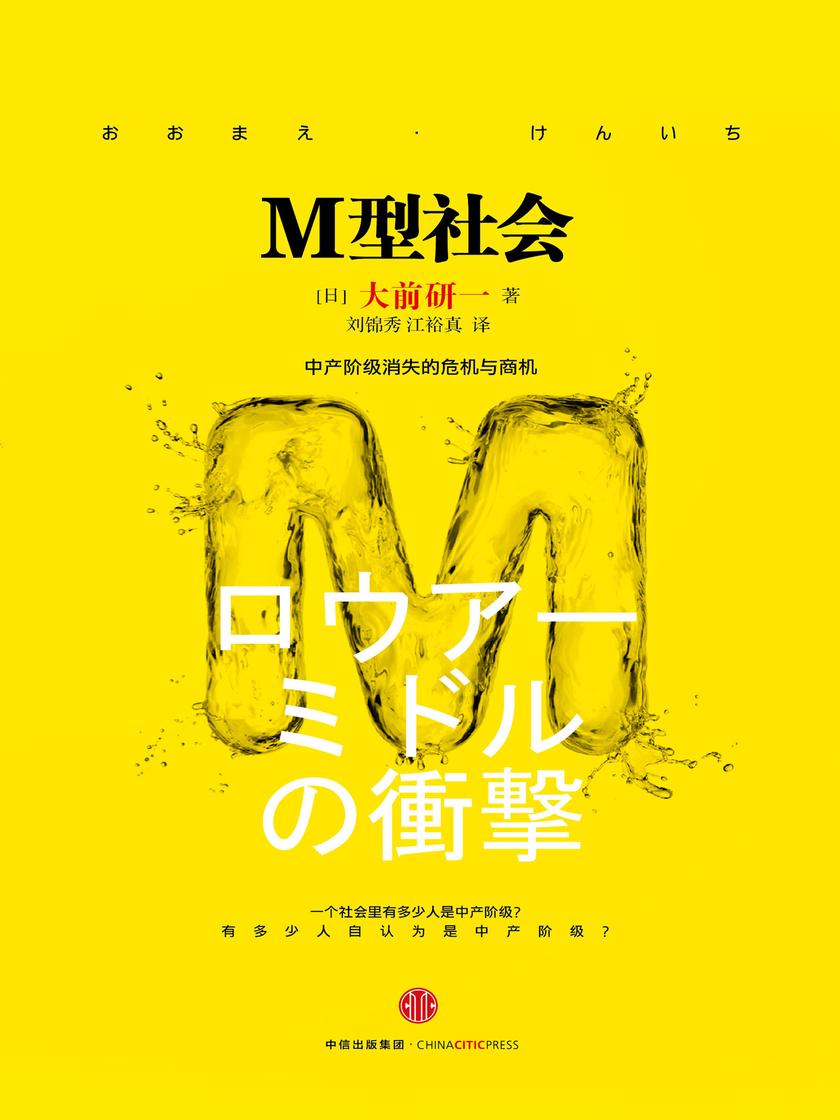 おおまえ · けんいち
M型社会
[日] 大前研一 著
刘锦秀 江裕真 译
中产阶级消失的危机与商机
ロウアー
ミドル
の衝撃
一个社会里有多少人是中产阶级?
有多少人自认为是中产阶级?
CITIC
中信出版集团·CHINACITICPRESS